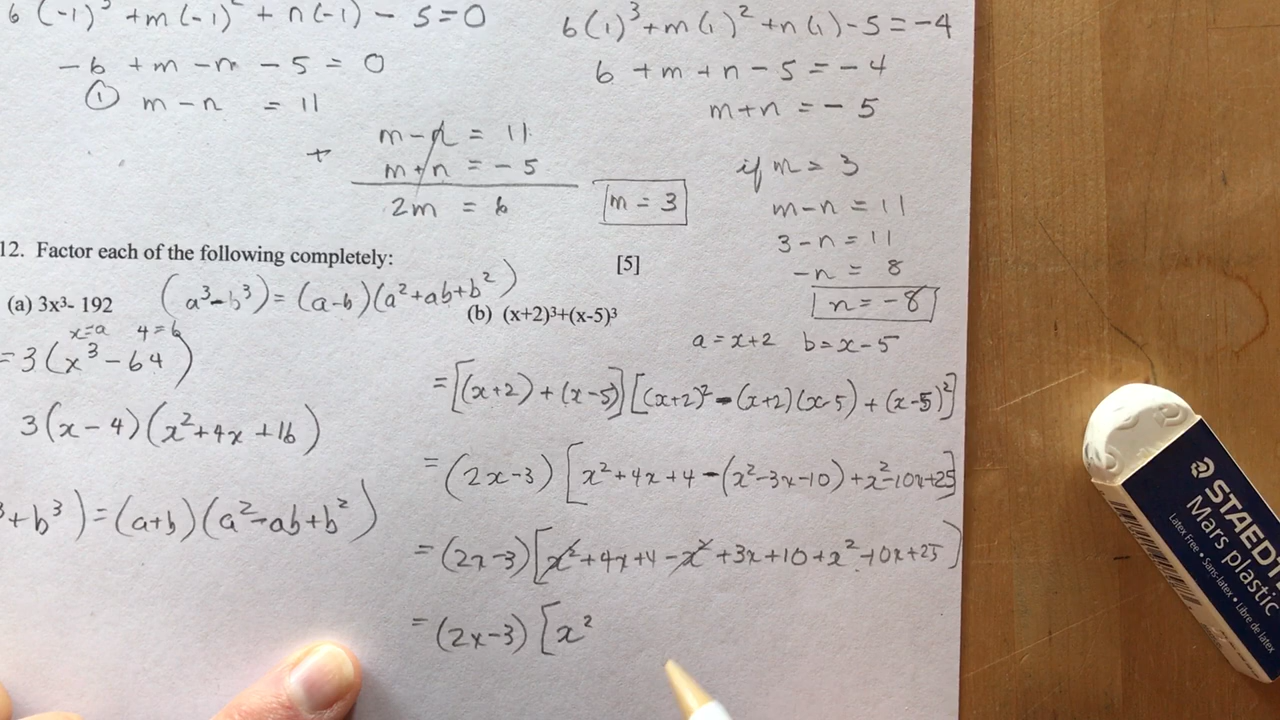 6(-1)³+m(-1)²+n(-1)-5=0
-6+m-n-5=0
① m-n=11
6(1)³+m(1)²+n(1)-5=-4
6+m+n-5=-4
m+n=-5
m-n=11
+ m+n=-5
2m=6
m=3
if m=3
m-n=11
3-n=11
-n=8
n=-8
12. Factor each of the following completely:
[5]
(a) 3x³- 192
(a³-b³)=(a-b)(a²+ab+b²)
x=a 4=b
=3(x³-64)
3(x-4)(x²+4x+16)
³+b³)=(a+b)(a²-ab+b²)
(b) (x+2)³+(x-5)³
a=x+2 b=x-5
=[(x+2)+(x-5)][(x+2)²-(x+2)(x-5)+(x-5)²]
=(2x-3)[x²+4x+4-(x²-3x-10)+x²-10x+25]
=(2x-3)[x²+4x+4-x²+3x+10+x²-10x+25]
=(2x-3)[x²
STAEDT
Mars plastic
Latex Free • Sans-latex • Libre de latex